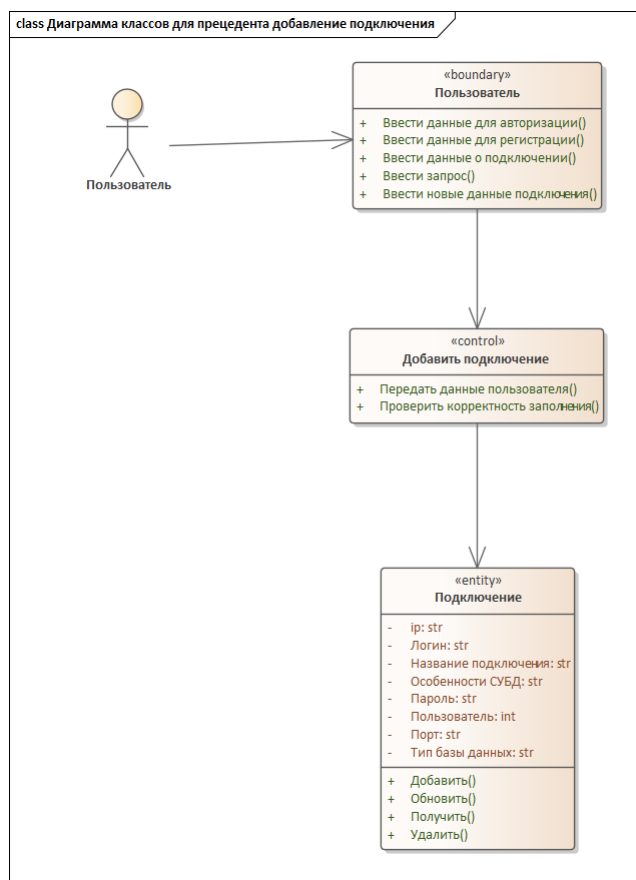 class Диаграмма классов для прецедента добавление подключения
«boundary»
Пользователь
+ Ввести данные для авторизации()
+ Ввести данные для регистрации()
+ Ввести данные о подключении()
+ Ввести запрос()
+ Ввести новые данные подключения()
Пользователь
«control»
Добавить подключение
+ Передать данные пользователя()
+ Проверить корректность заполнения()
«entity»
Подключение
- ip: str
- Логин: str
- Название подключения: str
- Особенности СУБД: str
- Пароль: str
- Пользователь: int
- Порт: str
- Тип базы данных: str
+ Добавить()
+ Обновить()
+ Получить()
+ Удалить()